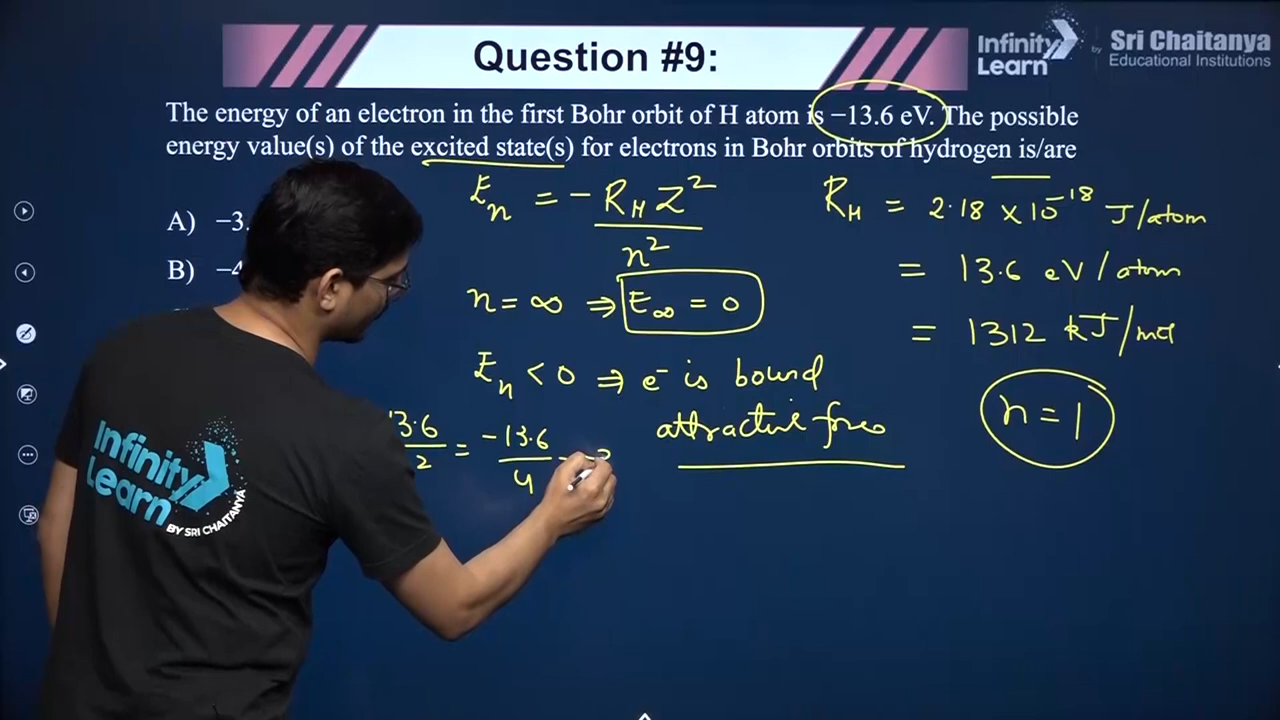 Question #9:
Infinity Learn by Sri Chaitanya Educational Institutions
The energy of an electron in the first Bohr orbit of H atom is −13.6 eV. The possible
energy value(s) of the excited state(s) for electrons in Bohr orbits of hydrogen is/are
Eₙ = − R_H Z² / n²
R_H = 2.18 × 10⁻¹⁸ J/atom
A) −3.
B) −4
= 13.6 eV/atom
n = ∞ ⇒ E∞ = 0
= 1312 kJ/mol
Eₙ < 0 ⇒ e⁻ is bound
attractive force
n = 1
13.6 / 2 = −13.6 / 4 =
Infinity
Learn
BY SRI CHAITANYA